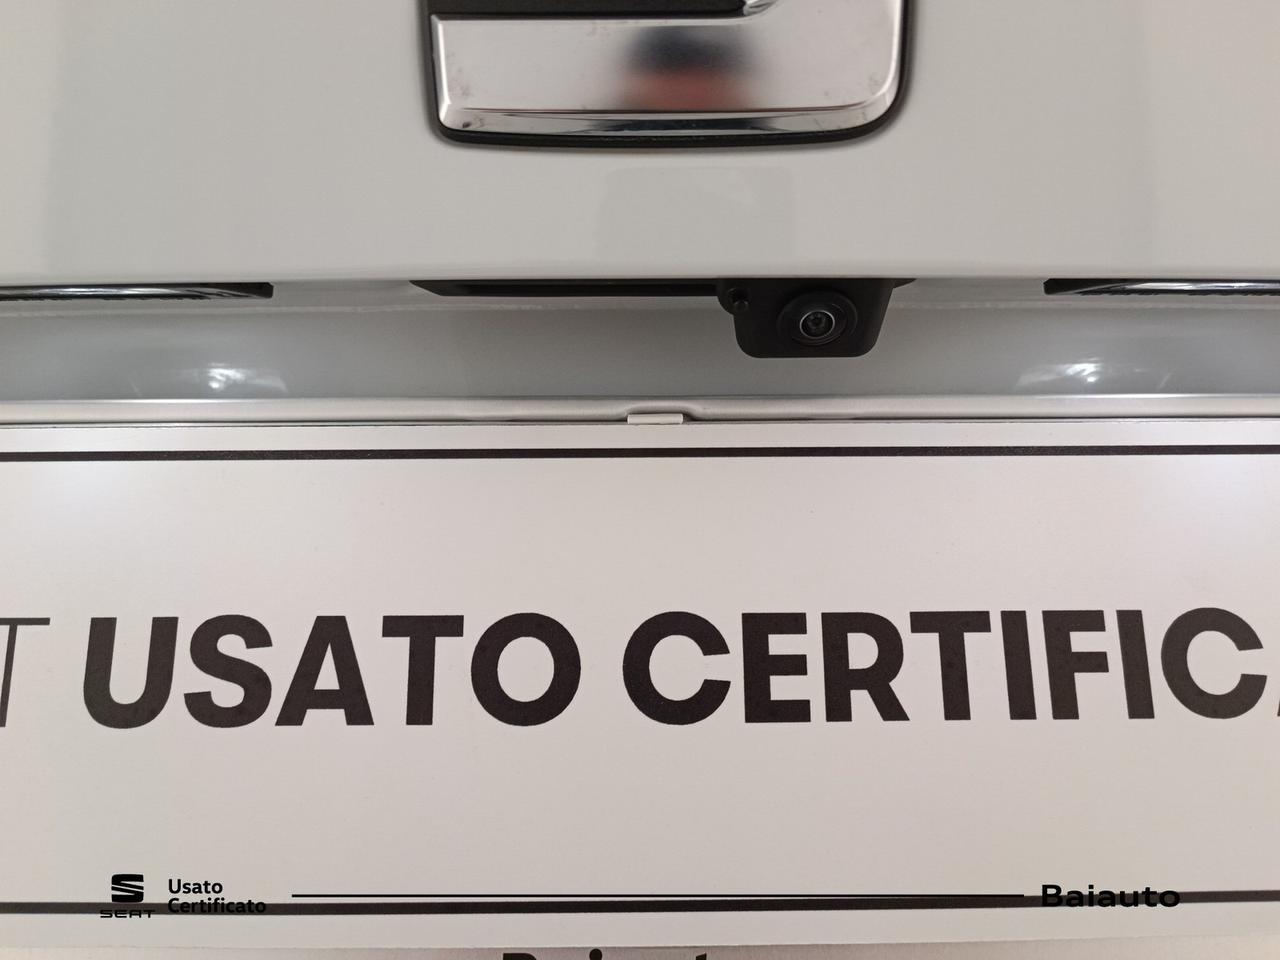 T USATO CERTIFIC
SEAT
Usato
Certificato
Baiauto